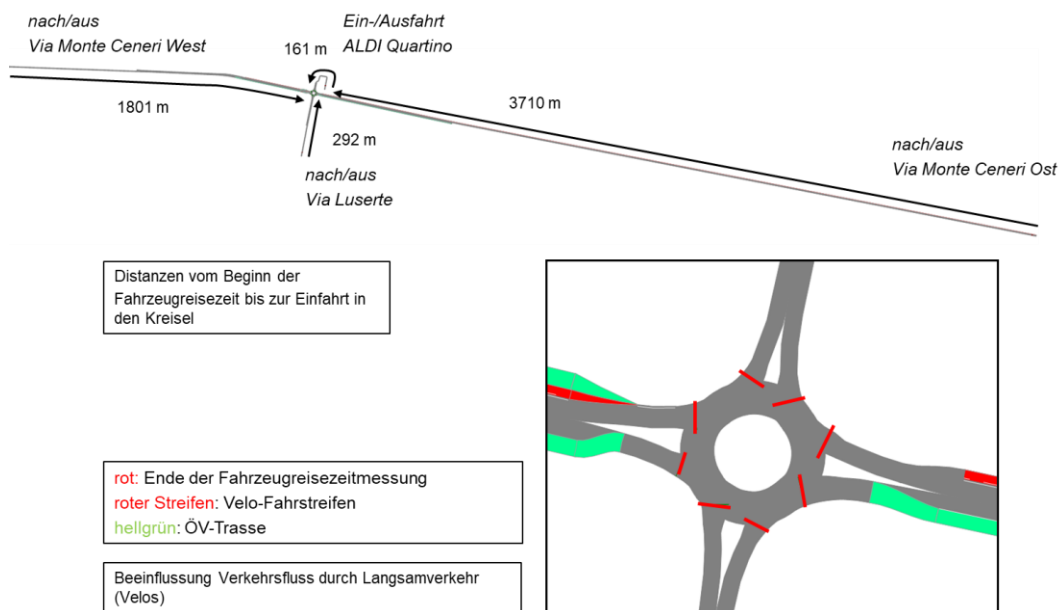 nach/aus
Via Monte Ceneri West
Ein-/Ausfahrt
ALDI Quartino
161 m
1801 m
3710 m
292 m
nach/aus
Via Luserte
nach/aus
Via Monte Ceneri Ost
Distanzen vom Beginn der
Fahrzeugreisezeit bis zur Einfahrt in
den Kreisel
rot: Ende der Fahrzeugreisezeitmessung
roter Streifen: Velo-Fahrstreifen
hellgrün: ÖV-Trasse
Beeinflussung Verkehrsfluss durch Langsamverkehr
(Velos)